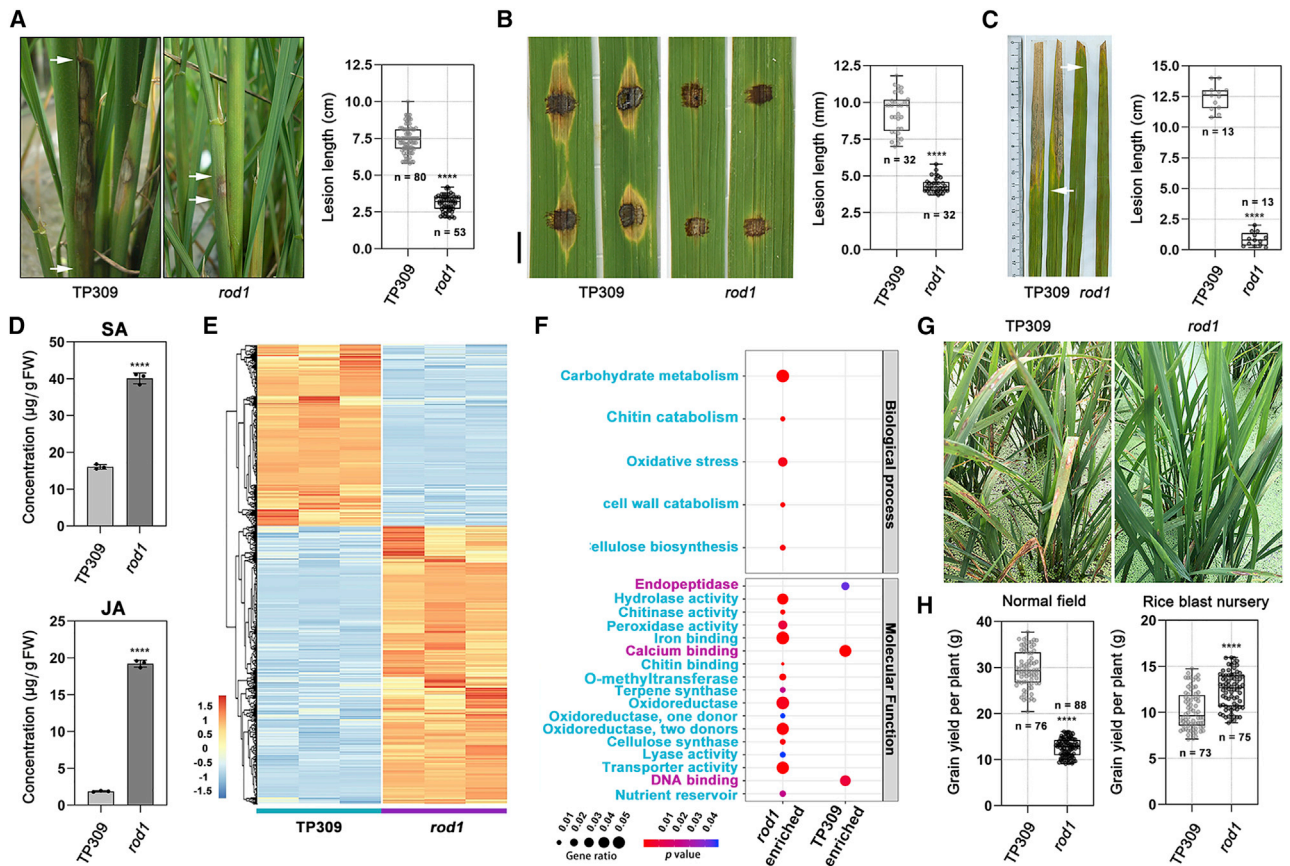 A
TP309
rod1
Lesion length (cm)
12.5
10.0
7.5
5.0
2.5
0.0
n = 80
****
n = 53
TP309
rod1
B
TP309
rod1
Lesion length (mm)
12.5
10.0
7.5
5.0
2.5
0.0
n = 32
****
n = 32
TP309
rod1
C
TP309 rod1
Lesion length (cm)
15.0
12.5
10.0
7.5
5.0
2.5
0.0
n = 13
n = 13
****
TP309
rod1
D
SA
Concentration (µg/ g FW)
50
40
30
20
10
0
****
TP309
rod1
JA
Concentration (µg/ g FW)
25
20
15
10
5
0
****
TP309
rod1
E
1.5
1
0.5
0
-0.5
-1
-1.5
TP309
rod1
F
Carbohydrate metabolism
Chitin catabolism
Oxidative stress
cell wall catabolism
cellulose biosynthesis
Biological process
Endopeptidase
Hydrolase activity
Chitinase activity
Peroxidase activity
Iron binding
Calcium binding
Chitin binding
O-methyltransferase
Terpene synthase
Oxidoreductase
Oxidoreductase, one donor
Oxidoreductase, two donors
Cellulose synthase
Lyase activity
Transporter activity
DNA binding
Nutrient reservoir
Molecular Function
0.01
0.02
0.03
0.04
0.05
Gene ratio
0.01
0.02
0.03
0.04
p value
rod1
enriched
TP309
enriched
G
TP309
rod1
H
Normal field
Grain yield per plant (g)
40
30
20
10
0
n = 76
n = 88
****
TP309
rod1
Rice blast nursery
Grain yield per plant (g)
20
15
10
5
0
****
n = 73
n = 75
TP309
rod1